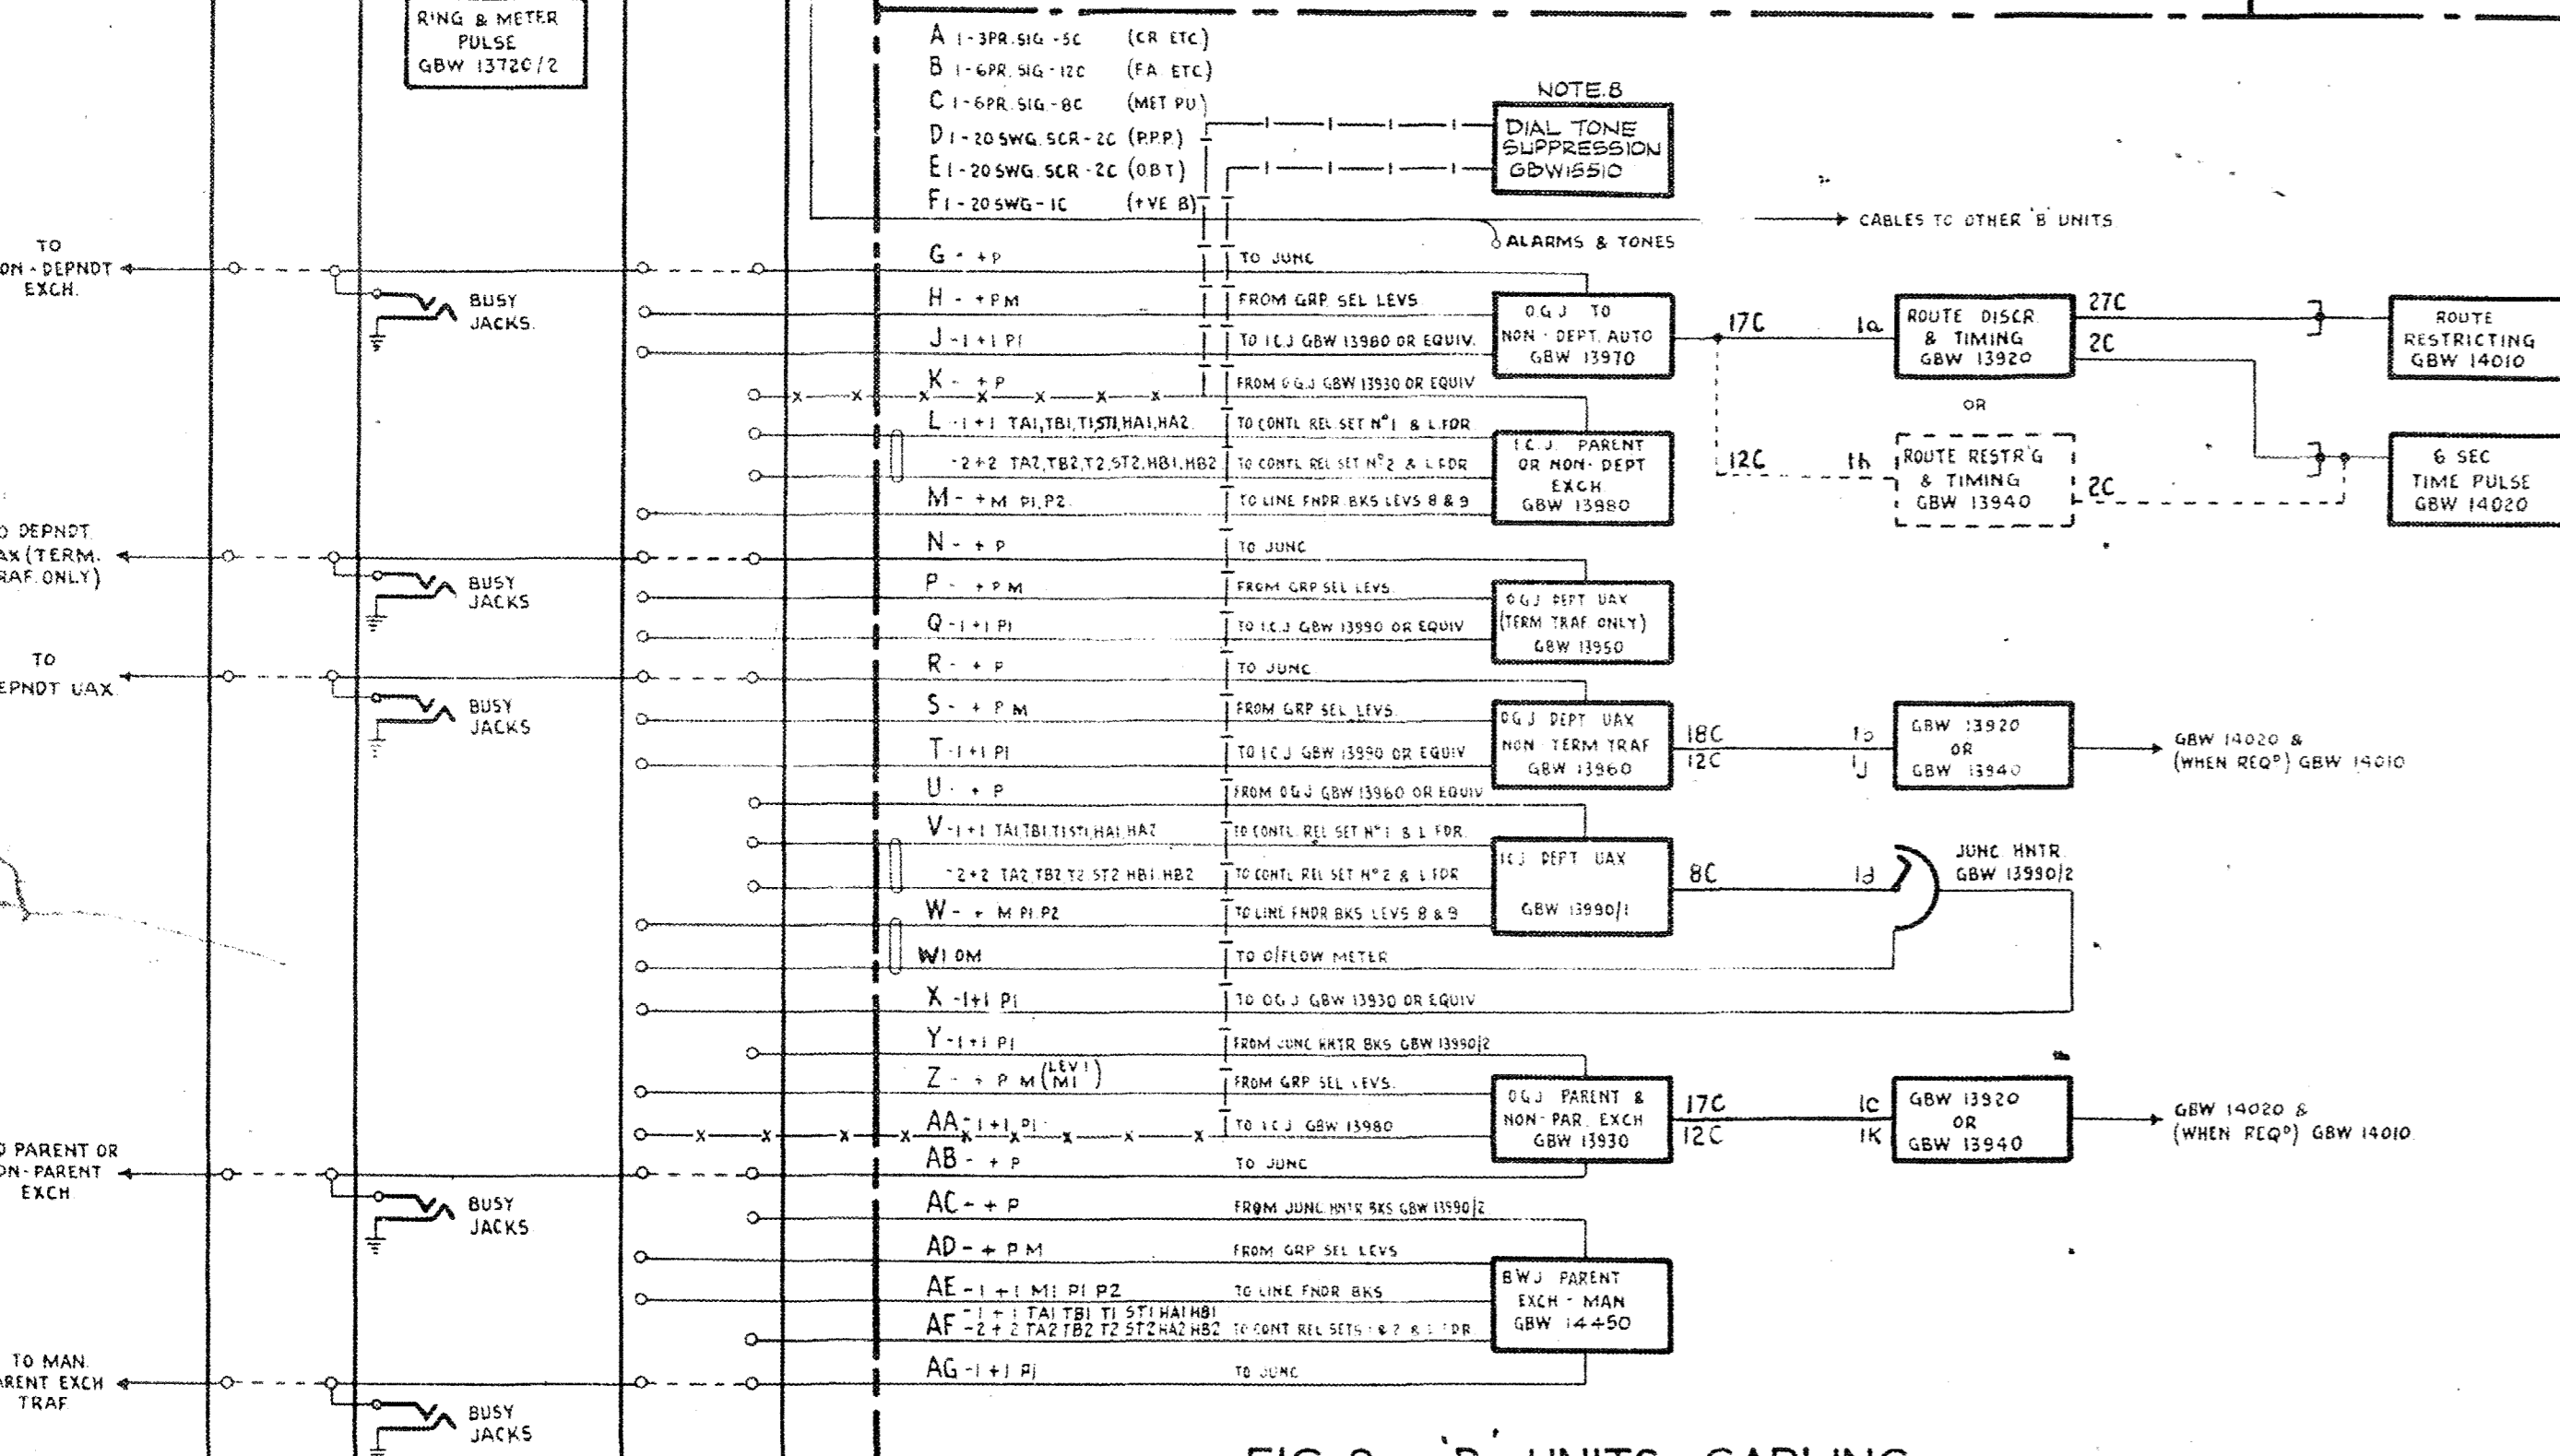 RING & METER
PULSE
GBW 13720/2
A 1-3PR.SIG-5C (CR ETC.)
B 1-6PR.SIG-12C (FA ETC)
C 1-6PR.SIG.-8C (MET PU)
D 1-20SWG.SCR-2C (P.P.P.)
E 1-20SWG.SCR-2C (OBT)
F 1-20SWG-1C (+VE B)
NOTE.8
DIAL TONE
SUPPRESSION
GBW15510
CABLES TO OTHER 'B' UNITS
ALARMS & TONES
TO
ON-DEPNDT
EXCH.
BUSY
JACKS.
G - + P TO JUNC
H - + P M FROM GRP SEL LEVS
J -1 +1 P1 TO I.C.J GBW 13980 OR EQUIV.
K - + P FROM O.G.J GBW 13930 OR EQUIV
L -1 +1 TA1,TB1,T1,ST1,HA1,HA2. TO CONTL REL SET Nº1 & L.FDR
-2+2 TA2,TB2,T2,ST2,HB1,HB2 TO CONTL REL SET Nº2 & L FDR
M - +M P1,P2. TO LINE FNDR BKS LEVS 8 & 9
O.G.J TO
NON-DEPT. AUTO
GBW 13970
17C
1a
ROUTE DISCR.
& TIMING
GBW 13920
27C
2C
ROUTE
RESTRICTING
GBW 14010
OR
I.C.J. PARENT
OR NON-DEPT
EXCH
GBW 13980
12C
1h
ROUTE RESTR'G
& TIMING
GBW 13940
2C
6 SEC
TIME PULSE
GBW 14020
O DEPNDT.
AX (TERM.
RAF. ONLY)
BUSY
JACKS
N - + P TO JUNC
P - + P M FROM GRP SEL LEVS.
Q -1 +1 P1 TO I.C.J GBW 13990 OR EQUIV
OGJ DEPT UAX
(TERM TRAF ONLY)
GBW 13950
TO
EPNDT UAX.
BUSY
JACKS
R - + P TO JUNC
S - + P M FROM GRP SEL LEVS.
T -1 +1 P1 TO I C J GBW 13990 OR EQUIV
OGJ DEPT UAX
NON-TERM TRAF
GBW 13960
18C
12C
1b
1J
GBW 13920
OR
GBW 13940
GBW 14020 &
(WHEN REQD) GBW 14010
U - + P FROM OGJ GBW 13960 OR EQUIV
V -1 +1 TA1,TB1,T1,ST1,HA1,HA2 TO CONTL REL SET Nº1 & L FDR.
-2+2 TA2,TB2,T2,ST2 HB1,HB2 TO CONTL REL SET Nº2 & L FDR
W - + M P1.P2 TO LINE FNDR BKS LEVS 8 & 9
W1 OM TO O/FLOW METER
X -1+1 P1 TO OGJ GBW 13930 OR EQUIV
ICJ DEPT UAX
GBW 13990/1
8C
1d
JUNC HNTR.
GBW 13990/2
Y -1+1 P1 FROM JUNC HNTR BKS GBW 13990/2
Z - + P M (LEV 1 M1) FROM GRP SEL LEVS.
AA -1 +1 P1 TO I.C.J GBW 13980
AB - + P TO JUNC
OGJ PARENT &
NON-PAR. EXCH
GBW 13930
17C
12C
1c
1K
GBW 13920
OR
GBW 13940
GBW 14020 &
(WHEN REQD) GBW 14010.
O PARENT OR
ON-PARENT
EXCH
BUSY
JACKS
AC - + P FROM JUNC HNTR BKS GBW 13990/2
AD - + P M FROM GRP SEL LEVS
AE -1 +1 M1 P1 P2 TO LINE FNDR BKS
AF -1 +1 TA1 TB1 T1 ST1 HA1 HB1
-2+2 TA2 TB2 T2 ST2 HA2 HB2 TO CONT REL SETS 1 & 2 & L FDR
AG -1 +1 P1 TO JUNC
BWJ PARENT
EXCH-MAN
GBW 14450
TO MAN.
ARENT EXCH
TRAF
BUSY
JACKS
UNITS CABLING